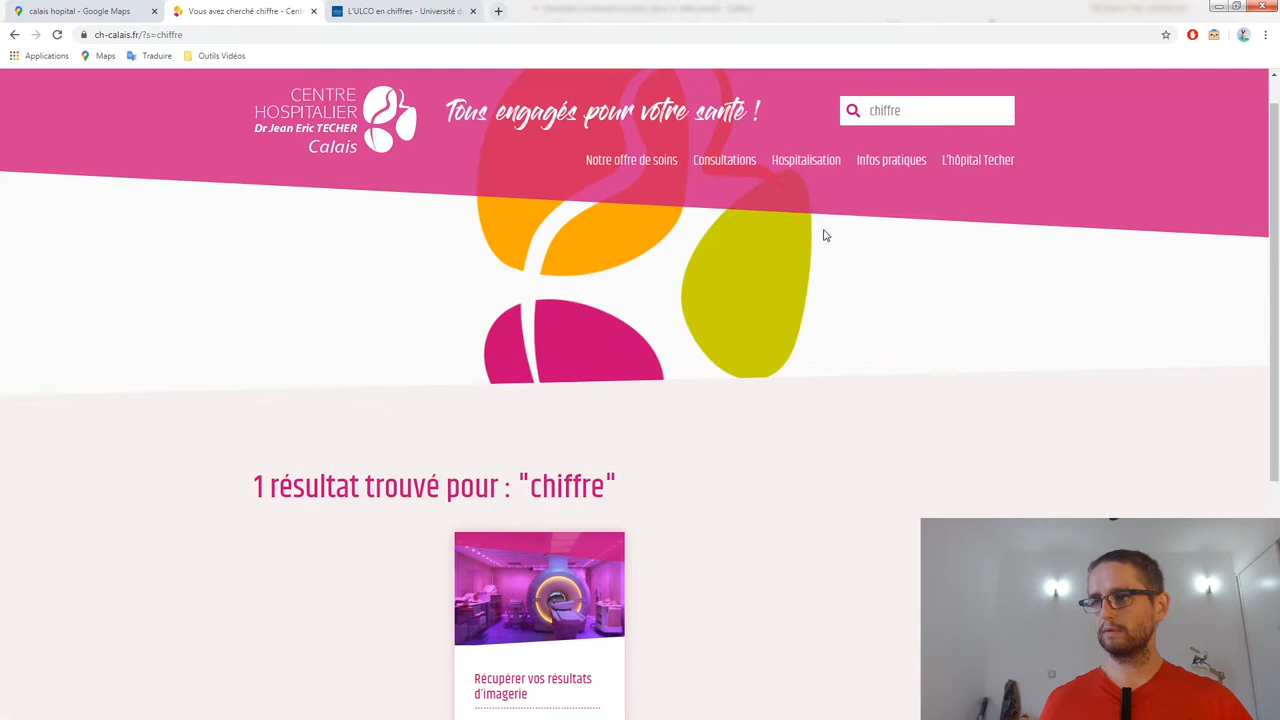 calais hopital - Google Maps
Vous avez cherché chiffre - Cent
L'ULCO en chiffres - Université d
ch-calais.fr/?s=chiffre
Applications
Maps
Traduire
Outils Vidéos
CENTRE
HOSPITALIER
Dr Jean Eric TECHER
Calais
Tous engagés pour votre santé !
chiffre
Notre offre de soins
Consultations
Hospitalisation
Infos pratiques
L'hôpital Techer
1 résultat trouvé pour : "chiffre"
Récupérer vos résultats
d'imagerie